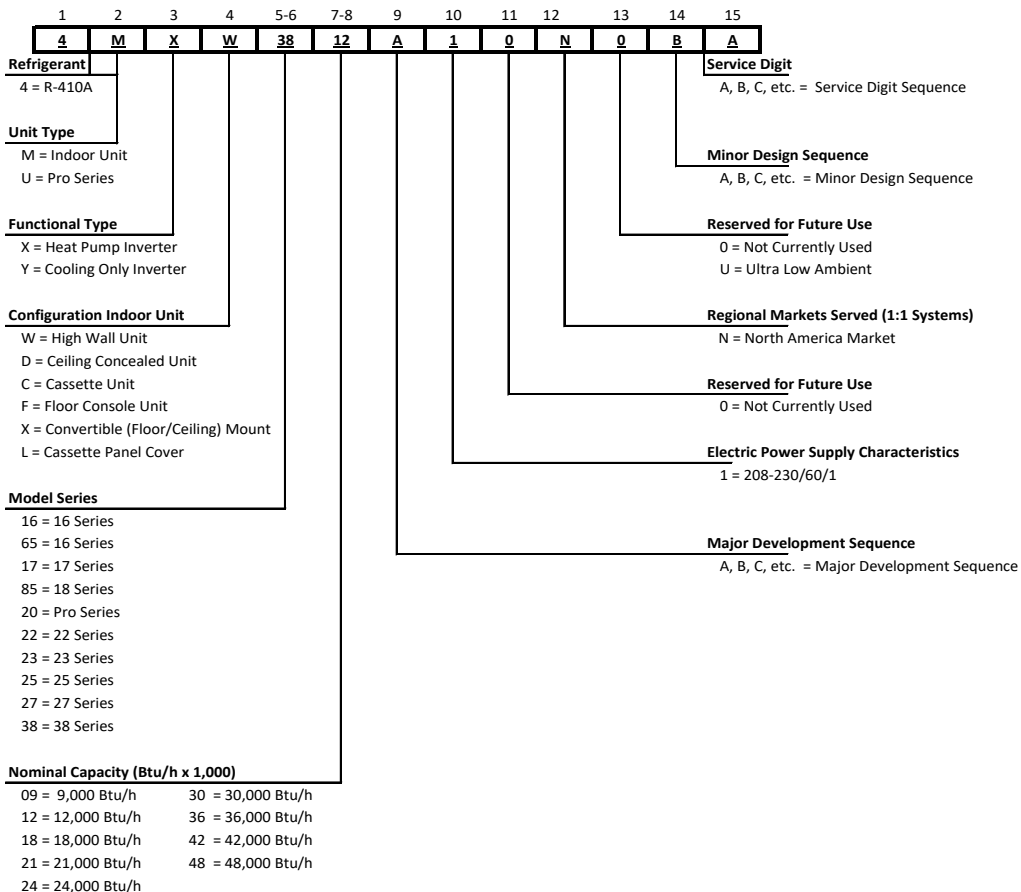 1 2 3 4 5-6 7-8 9 10 11 12 13 14 15
4 M X W 38 12 A 1 0 N 0 B A
Refrigerant
4 = R-410A
Unit Type
M = Indoor Unit
U = Pro Series
Functional Type
X = Heat Pump Inverter
Y = Cooling Only Inverter
Configuration Indoor Unit
W = High Wall Unit
D = Ceiling Concealed Unit
C = Cassette Unit
F = Floor Console Unit
X = Convertible (Floor/Ceiling) Mount
L = Cassette Panel Cover
Model Series
16 = 16 Series
65 = 16 Series
17 = 17 Series
85 = 18 Series
20 = Pro Series
22 = 22 Series
23 = 23 Series
25 = 25 Series
27 = 27 Series
38 = 38 Series
Nominal Capacity (Btu/h x 1,000)
09 = 9,000 Btu/h 30 = 30,000 Btu/h
12 = 12,000 Btu/h 36 = 36,000 Btu/h
18 = 18,000 Btu/h 42 = 42,000 Btu/h
21 = 21,000 Btu/h 48 = 48,000 Btu/h
24 = 24,000 Btu/h
Service Digit
A, B, C, etc. = Service Digit Sequence
Minor Design Sequence
A, B, C, etc. = Minor Design Sequence
Reserved for Future Use
0 = Not Currently Used
U = Ultra Low Ambient
Regional Markets Served (1:1 Systems)
N = North America Market
Reserved for Future Use
0 = Not Currently Used
Electric Power Supply Characteristics
1 = 208-230/60/1
Major Development Sequence
A, B, C, etc. = Major Development Sequence